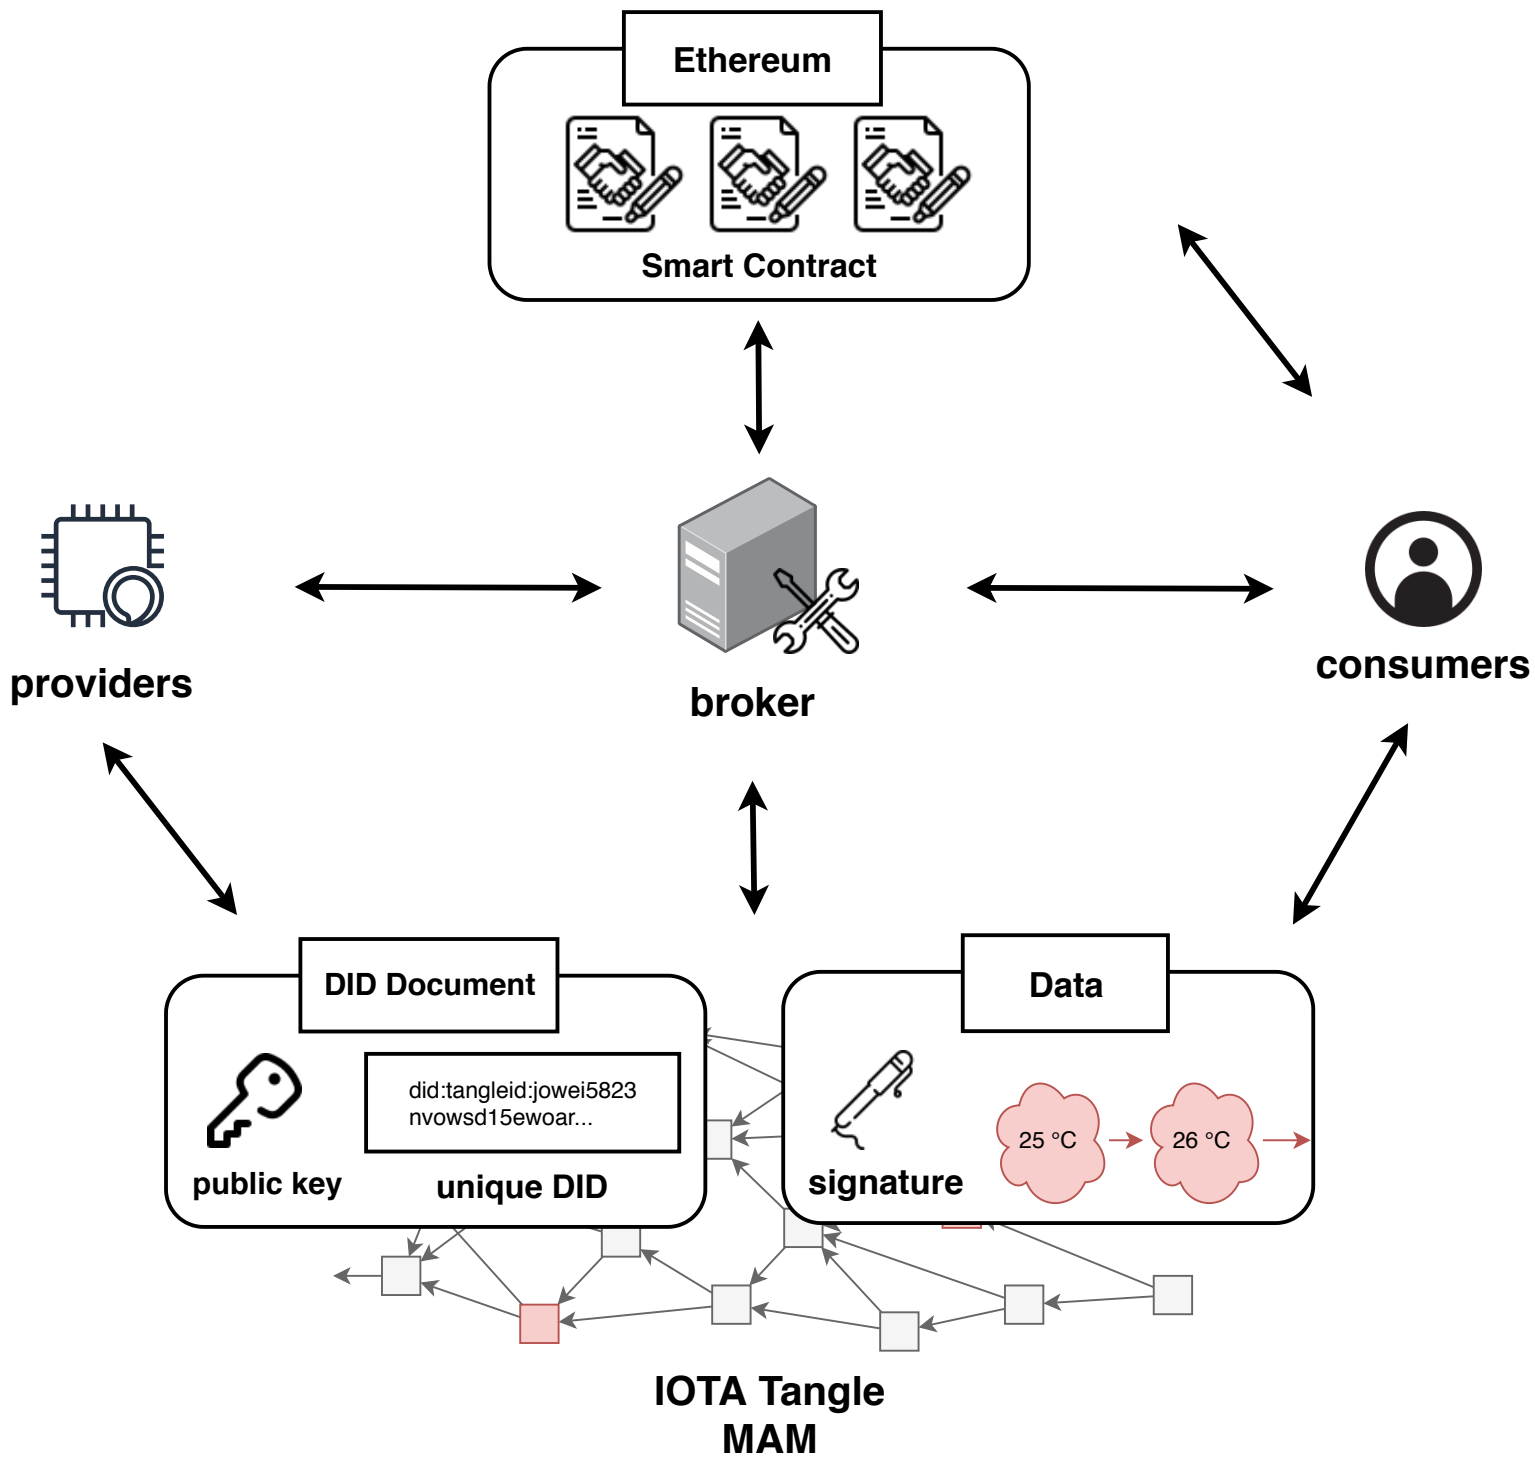 Ethereum
Smart Contract
providers
broker
consumers
DID Document
did:tangleid:jowei5823
nvowsd15ewoar...
public key
unique DID
Data
signature
25 °C
26 °C
IOTA Tangle
MAM